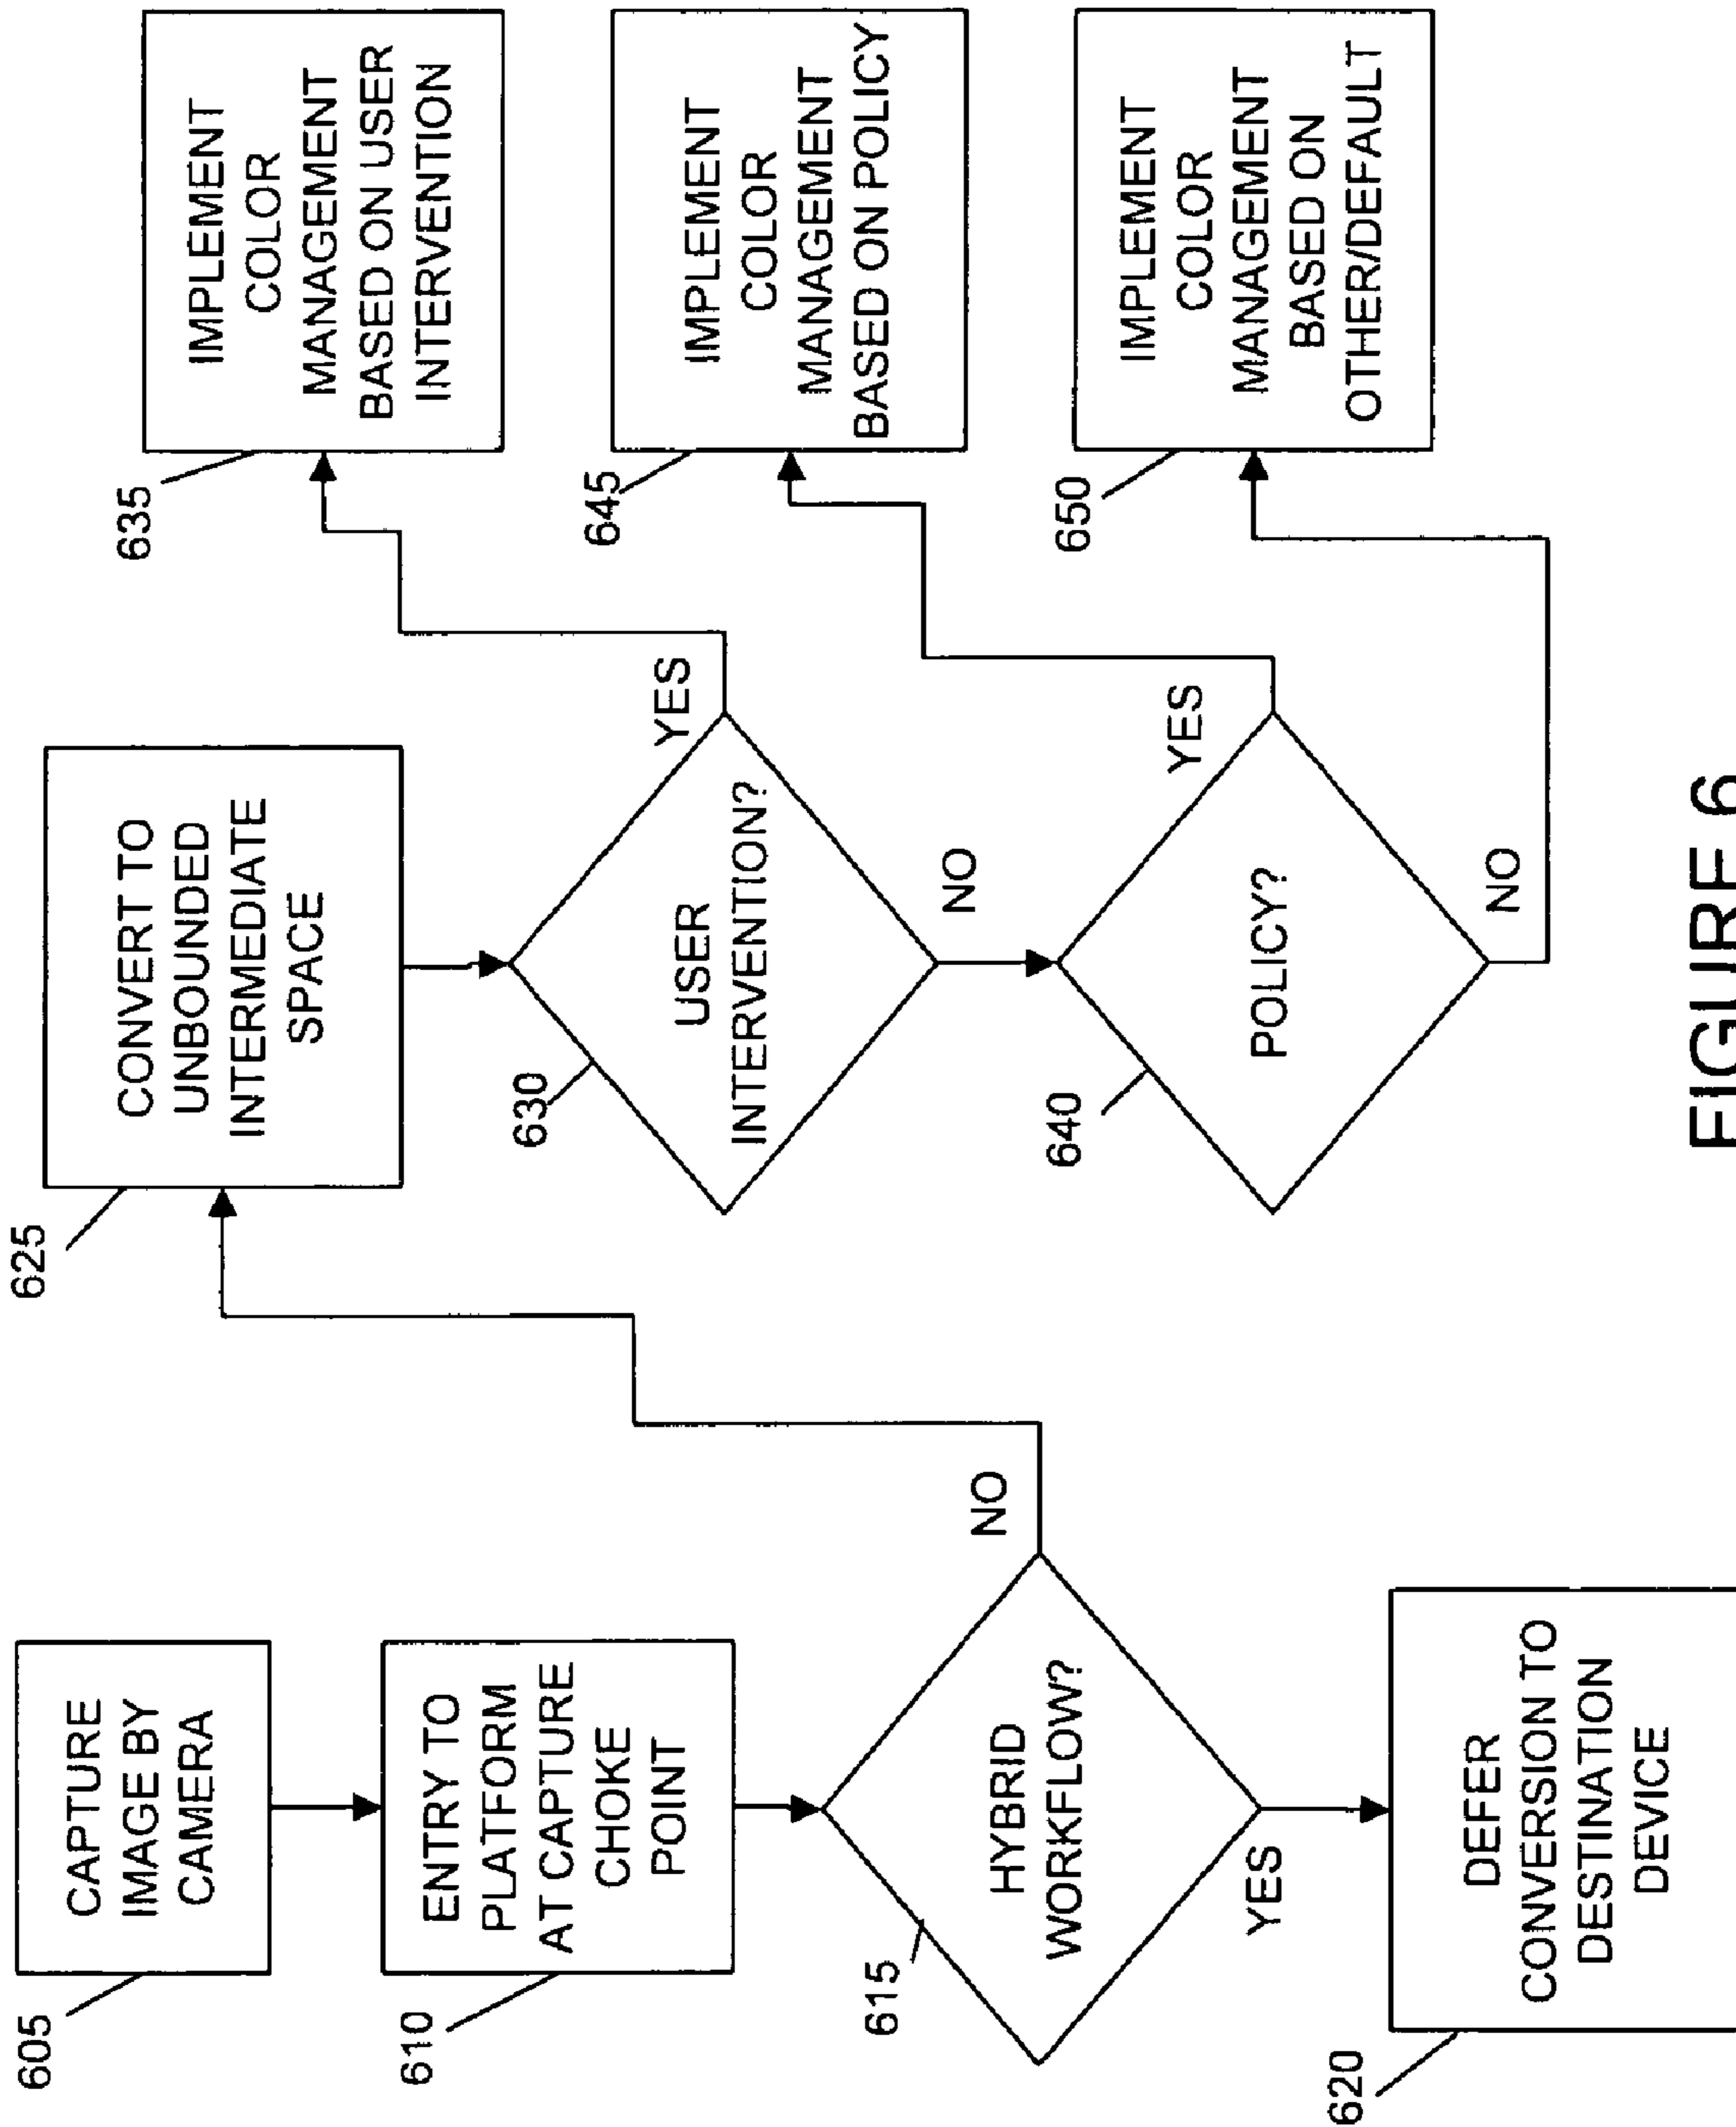 605
CAPTURE
IMAGE BY
CAMERA
610
ENTRY TO
PLATFORM
AT CAPTURE
CHOKE
POINT
615
HYBRID
WORKFLOW?
NO
YES
620
DEFER
CONVERSION TO
DESTINATION
DEVICE
625
CONVERT TO
UNBOUNDED
INTERMEDIATE
SPACE
630
USER
INTERVENTION?
YES
NO
635
IMPLEMENT
COLOR
MANAGEMENT
BASED ON USER
INTERVENTION
640
POLICY?
YES
NO
645
IMPLEMENT
COLOR
MANAGEMENT
BASED ON POLICY
650
IMPLEMENT
COLOR
MANAGEMENT
BASED ON
OTHER/DEFAULT
FIGURE 6